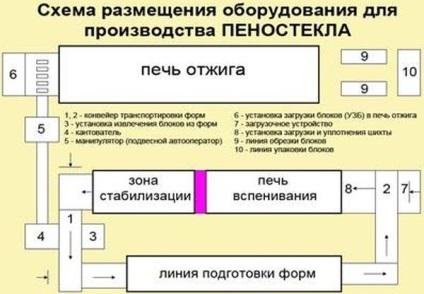 Схема размещения оборудования для
производства ПЕНОСТЕКЛА
6
печь отжига
9
9
10
5
1, 2 - конвейер транспортировки форм
3 - установка извлечения блоков из форм
4 - кантователь
5 - манипулятор (подвесной автооператор)
6 - установка загрузки блоков (УЗБ) в печь отжига
7 - загрузочное устройство
8 - установка загрузки и уплотнения шихты
9 - линия обрезки блоков
10 - линия упаковки блоков
зона
стабилизации
печь
вспенивания
8
2
7
1
4
3
линия подготовки форм